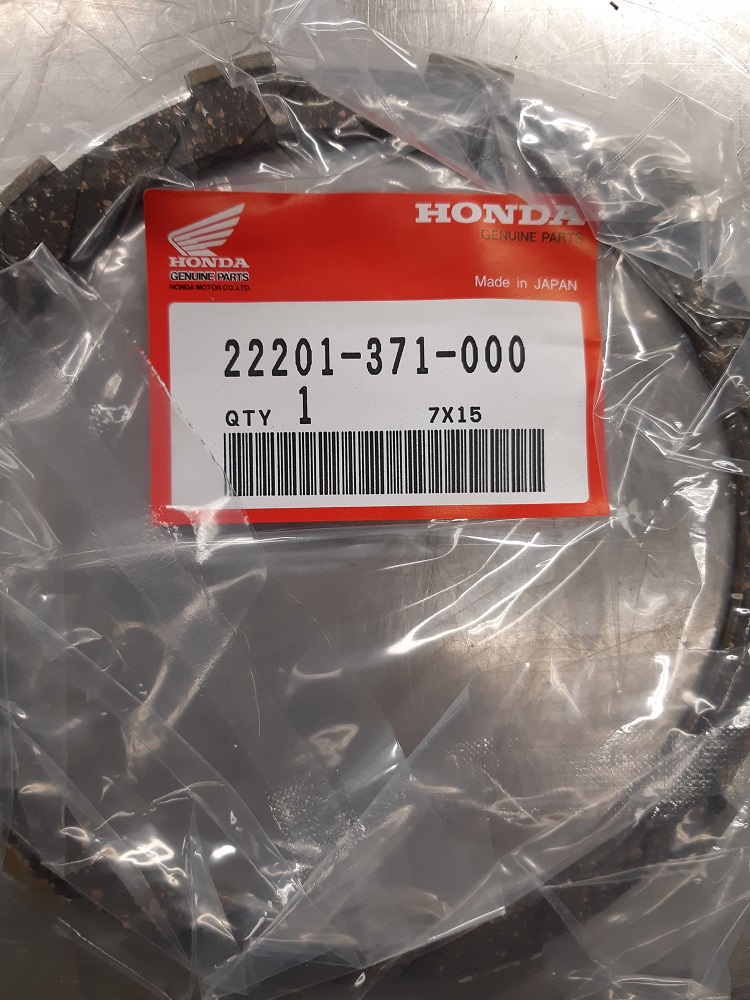 HONDA
GENUINE PARTS
HONDA MOTOR CO.,LTD
HONDA
GENUINE PARTS
Made in JAPAN
22201-371-000
QTY 1 7X15